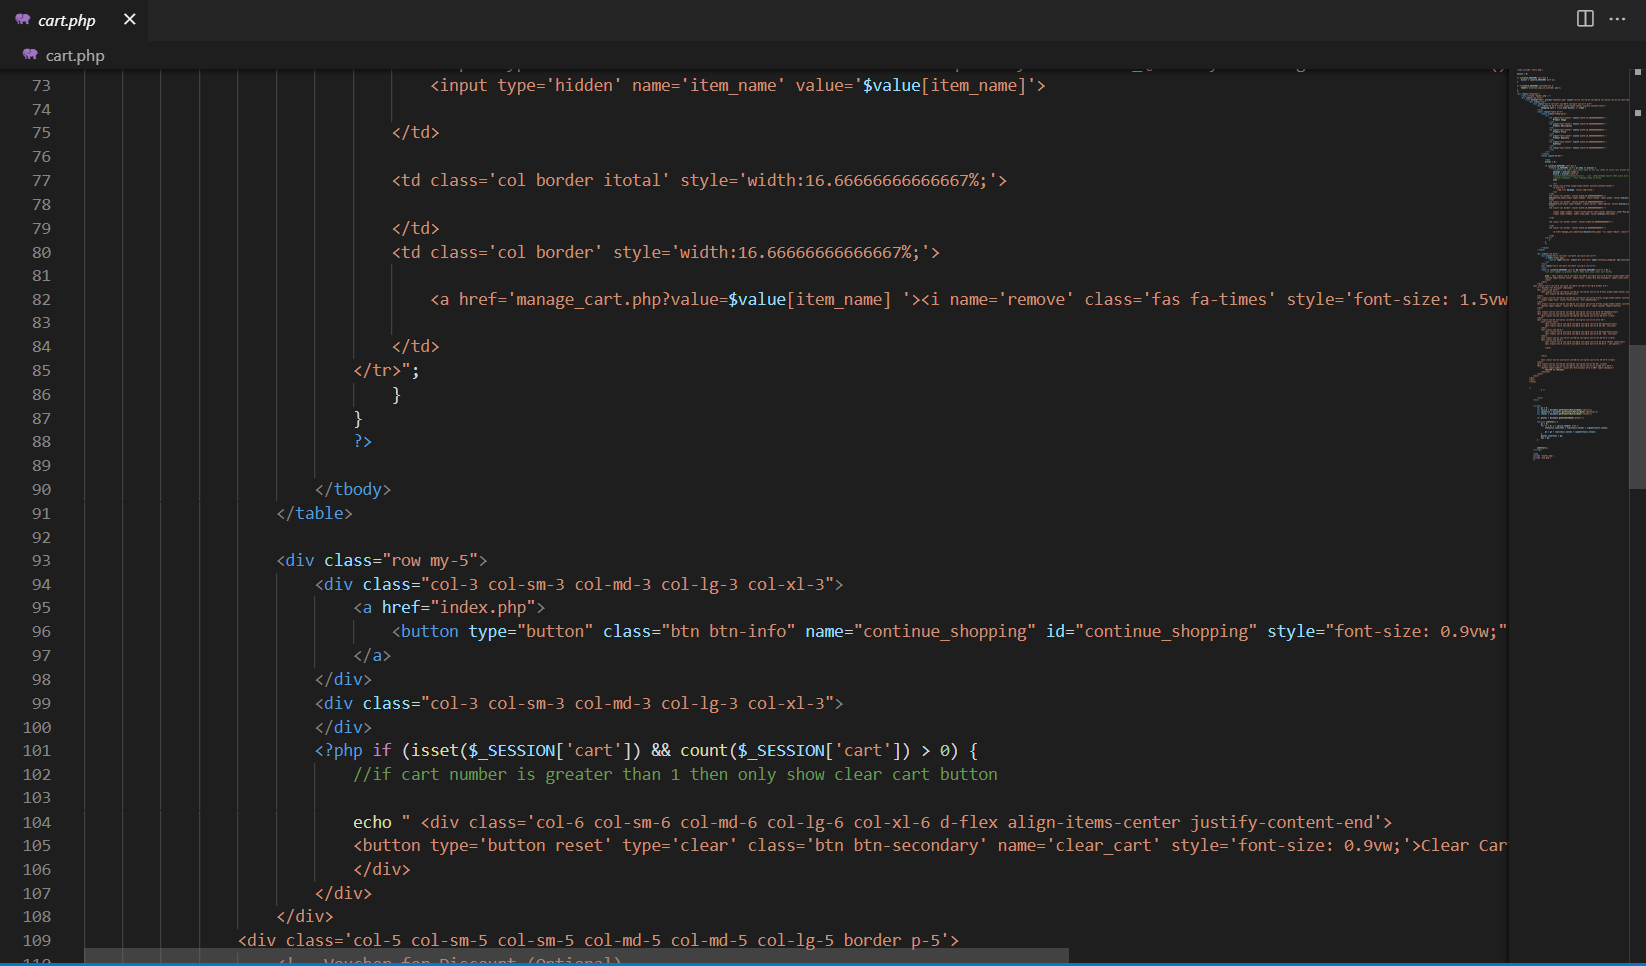 cart.php
cart.php
73 <input type='hidden' name='item_name' value='$value[item_name]'>
74
75 </td>
76
77 <td class='col border itotal' style='width:16.66666666666667%;'>
78
79 </td>
80 <td class='col border' style='width:16.66666666666667%;'>
81
82 <a href='manage_cart.php?value=$value[item_name] '><i name='remove' class='fas fa-times' style='font-size: 1.5vw
83
84 </td>
85 </tr>";
86 }
87 }
88 ?>
89
90 </tbody>
91 </table>
92
93 <div class="row my-5">
94 <div class="col-3 col-sm-3 col-md-3 col-lg-3 col-xl-3">
95 <a href="index.php">
96 <button type="button" class="btn btn-info" name="continue_shopping" id="continue_shopping" style="font-size: 0.9vw;"
97 </a>
98 </div>
99 <div class="col-3 col-sm-3 col-md-3 col-lg-3 col-xl-3">
100 </div>
101 <?php if (isset($_SESSION['cart']) && count($_SESSION['cart']) > 0) {
102 //if cart number is greater than 1 then only show clear cart button
103
104 echo " <div class='col-6 col-sm-6 col-md-6 col-lg-6 col-xl-6 d-flex align-items-center justify-content-end'>
105 <button type='button reset' type='clear' class='btn btn-secondary' name='clear_cart' style='font-size: 0.9vw;'>Clear Car
106 </div>
107 </div>
108 </div>
109 <div class='col-5 col-sm-5 col-sm-5 col-md-5 col-md-5 col-lg-5 border p-5'>
110 Voucher for Discount (Optional)